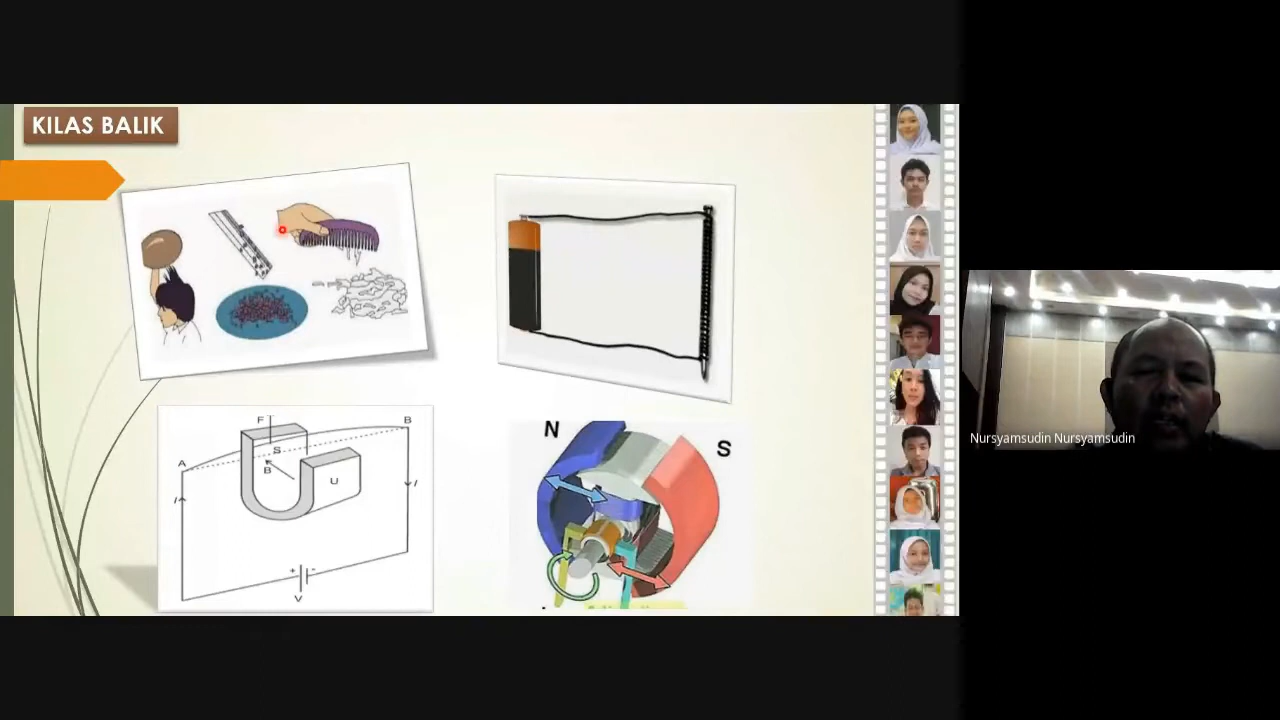 KILAS BALIK
F
B
A
S
B
U
I
I
+ -
V
N
S
Nursyamsudin Nursyamsudin